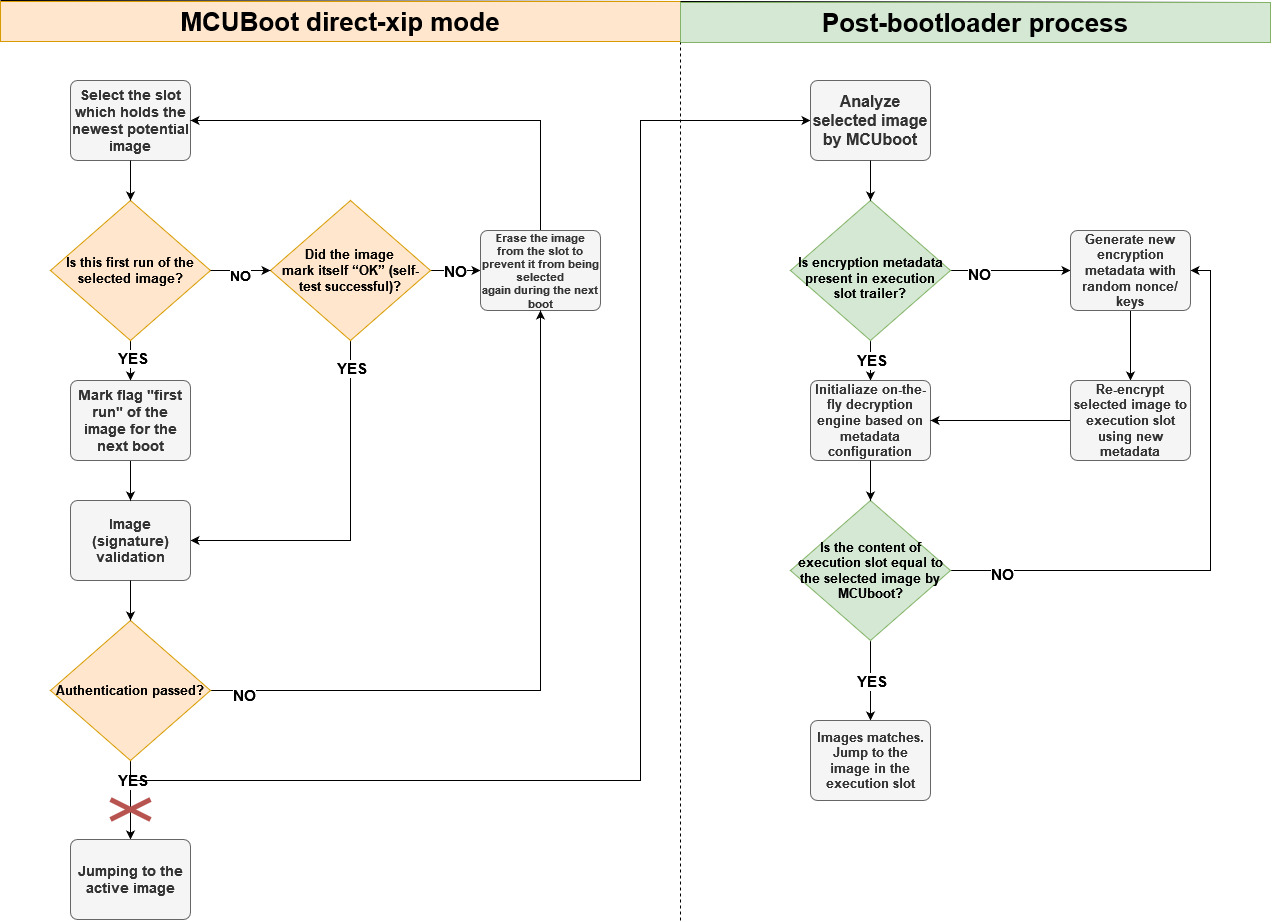 MCUBoot direct-xip mode
Post-bootloader process
Select the slot
which holds the
newest potential
image
Is this first run of the
selected image?
NO
Did the image
mark itself “OK” (self-
test successful)?
NO
Erase the image
from the slot to
prevent it from being
selected
again during the next
boot
YES
YES
Mark flag "first
run" of the
image for the
next boot
Image
(signature)
validation
Authentication passed?
NO
YES
Jumping to the
active image
Analyze
selected image
by MCUboot
Is encryption metadata
present in execution
slot trailer?
NO
Generate new
encryption
metadata with
random nonce/
keys
YES
Initialiaze on-the-
fly decryption
engine based on
metadata
configuration
Re-encrypt
selected image to
execution slot
using new
metadata
Is the content of
execution slot equal to
the selected image by
MCUboot?
NO
YES
Images matches.
Jump to the
image in the
execution slot